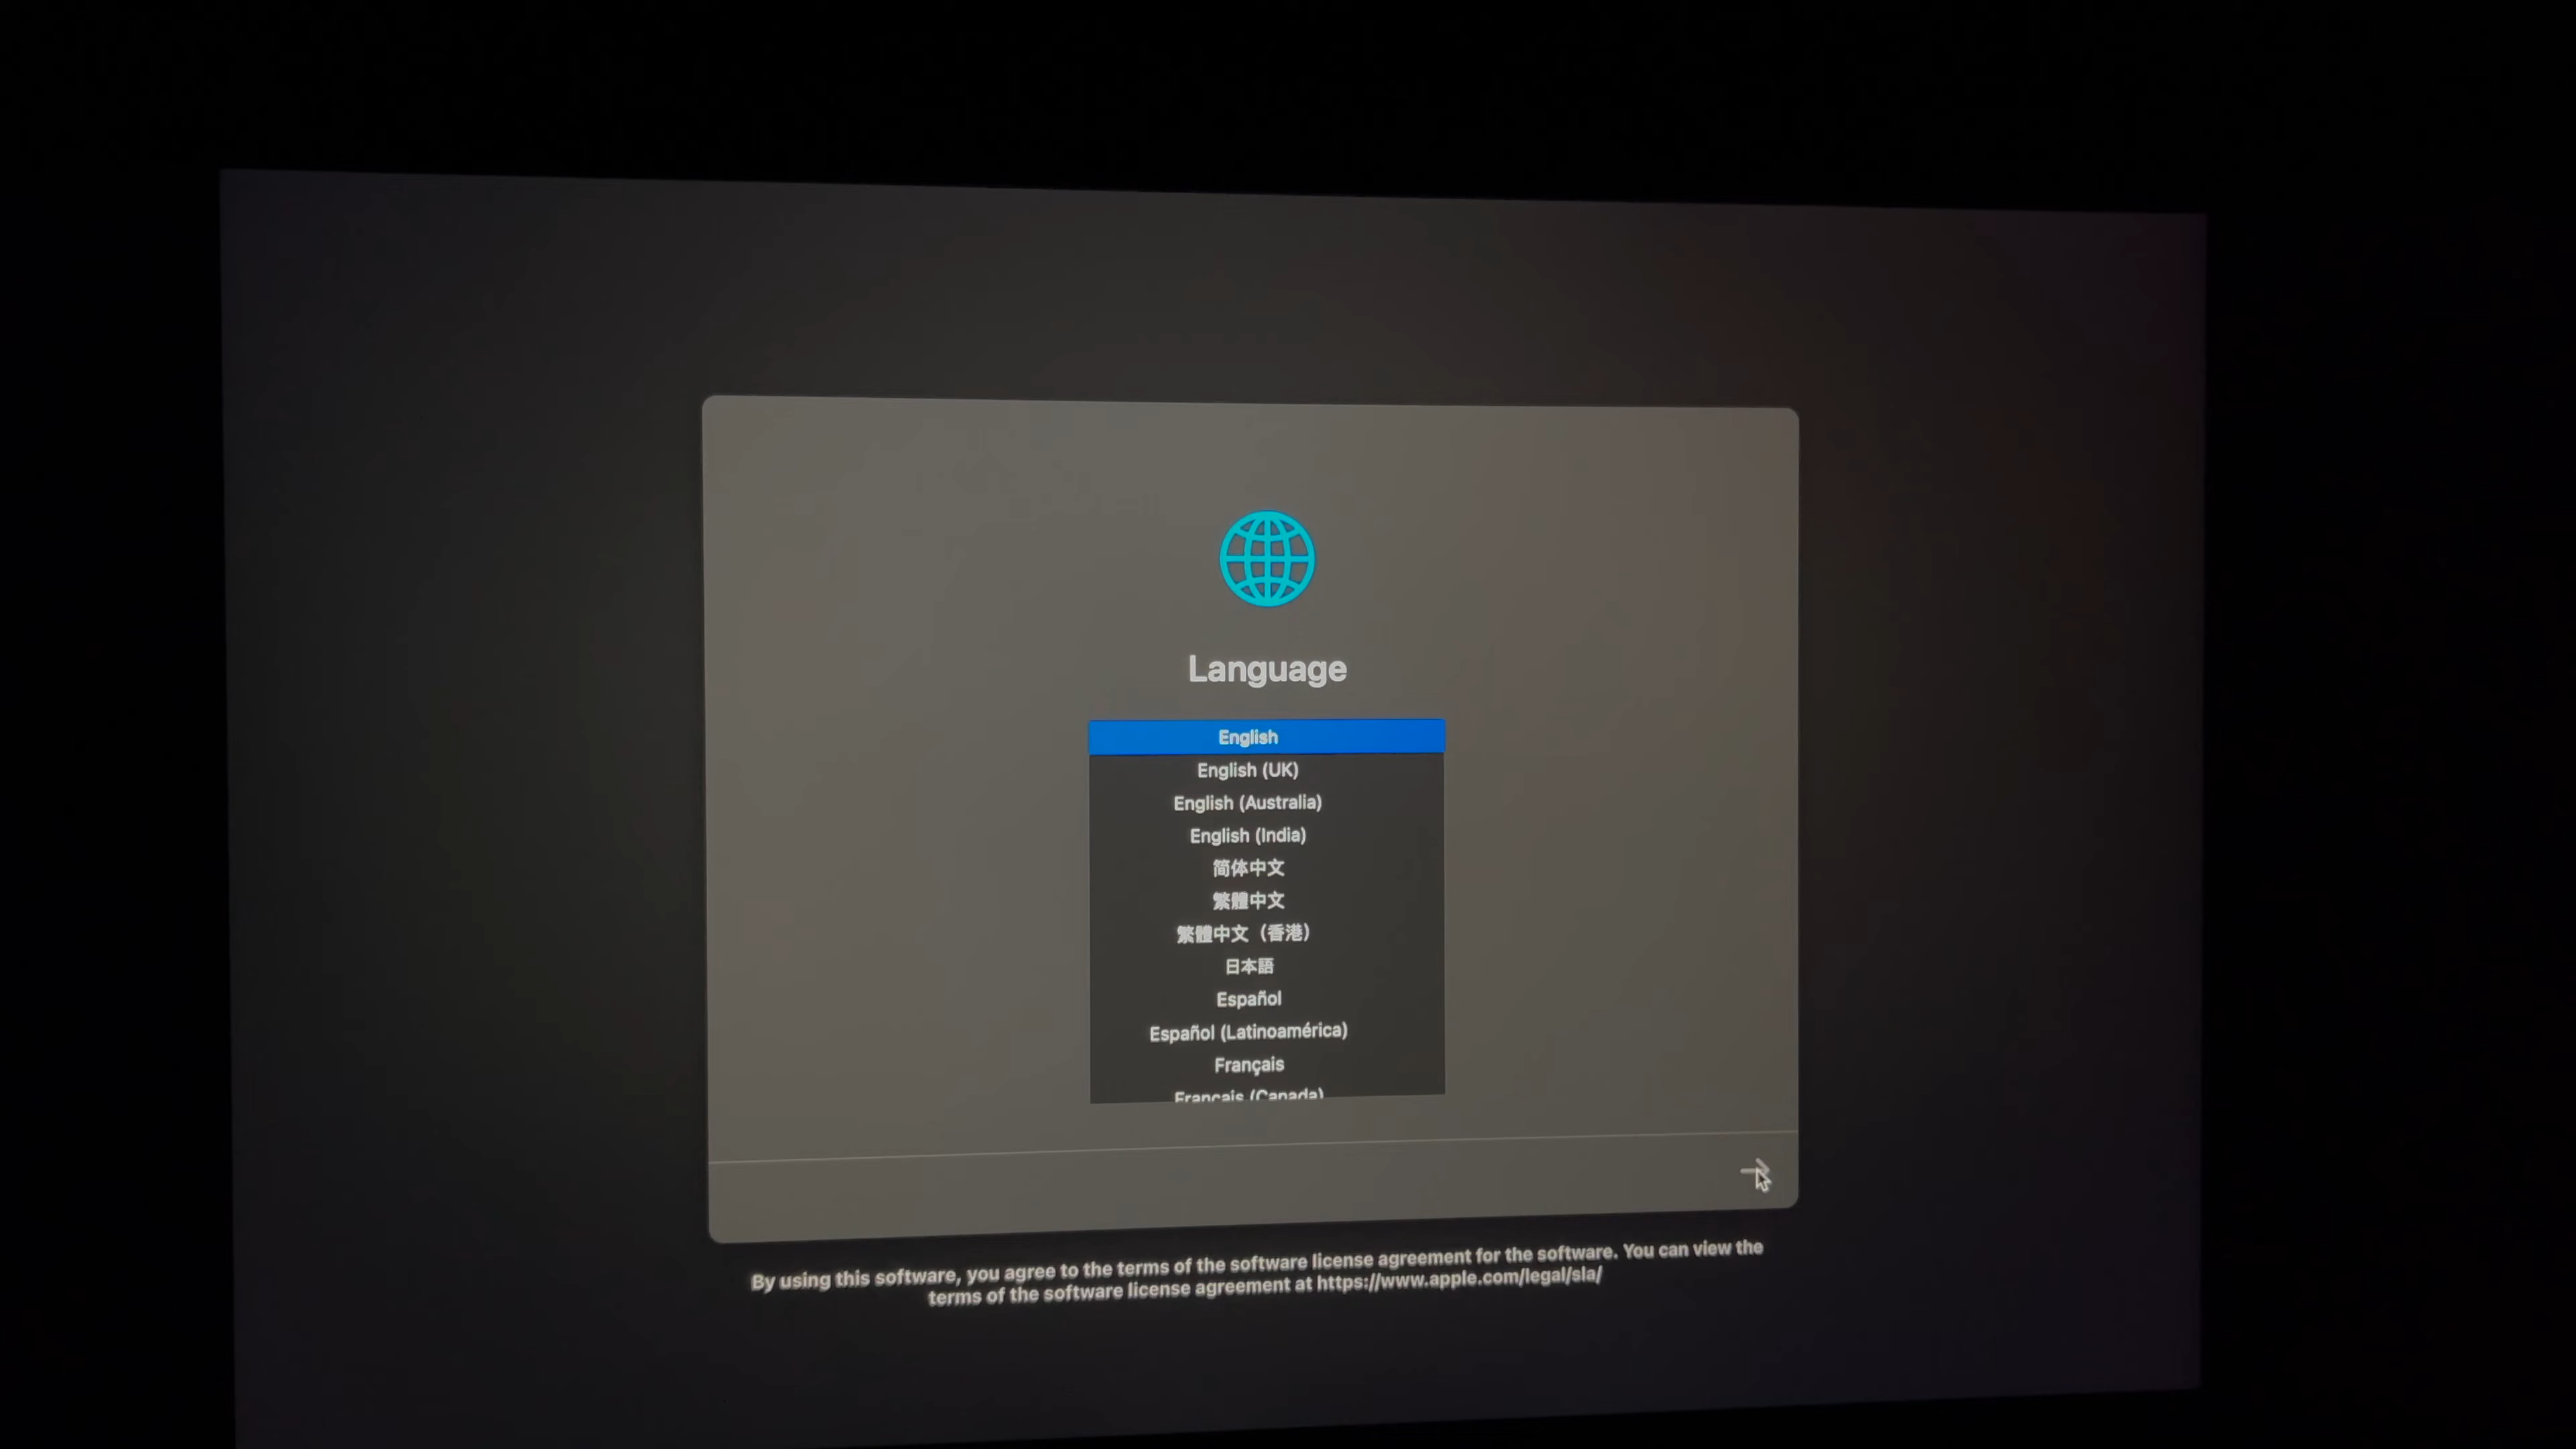 Language
English
English (UK)
English (Australia)
English (India)
简体中文
繁體中文
繁體中文（香港）
日本語
Español
Español (Latinoamérica)
Français
Français (Canada)
By using this software, you agree to the terms of the software license agreement for the software. You can view the
terms of the software license agreement at https://www.apple.com/legal/sla/